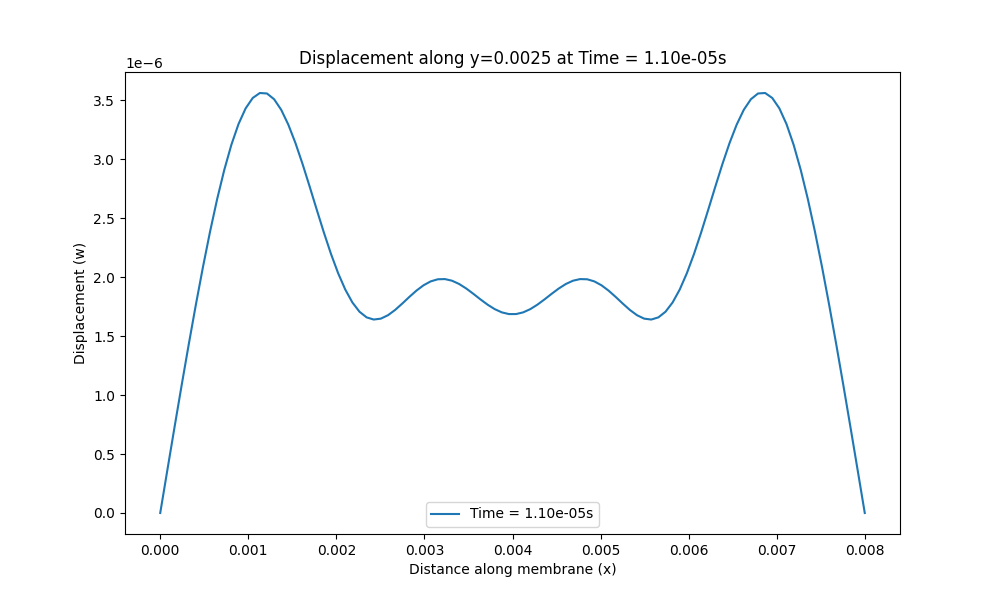 Displacement along y=0.0025 at Time = 1.10e-05s
1e−6
3.5
3.0
2.5
2.0
1.5
1.0
0.5
0.0
Displacement (w)
Time = 1.10e-05s
0.000 0.001 0.002 0.003 0.004 0.005 0.006 0.007 0.008
Distance along membrane (x)